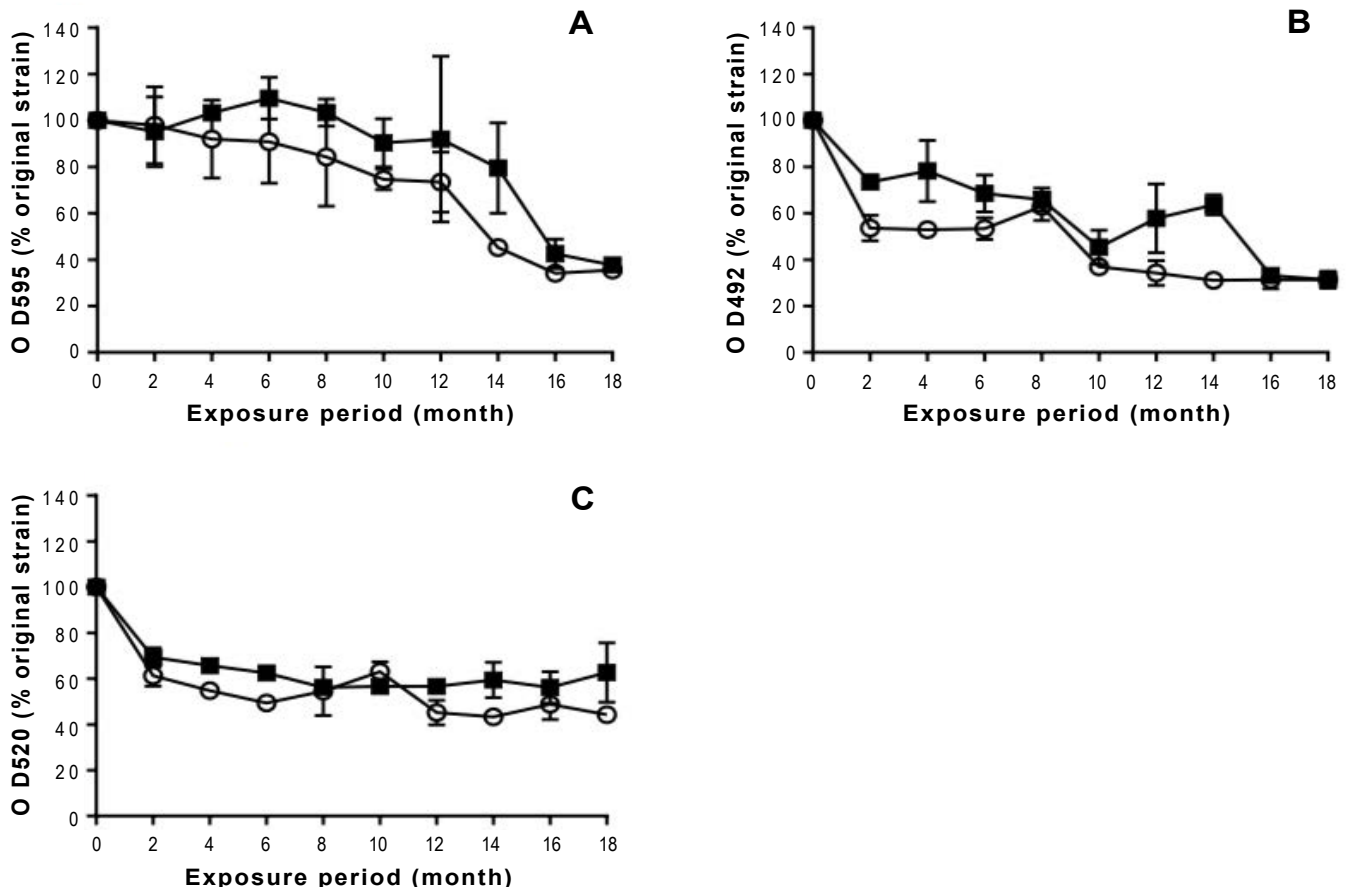 A
O D595 (% original strain)
140
120
100
80
60
40
20
0
0 2 4 6 8 10 12 14 16 18
Exposure period (month)
B
O D492 (% original strain)
140
120
100
80
60
40
20
0
0 2 4 6 8 10 12 14 16 18
Exposure period (month)
C
O D520 (% original strain)
140
120
100
80
60
40
20
0
0 2 4 6 8 10 12 14 16 18
Exposure period (month)